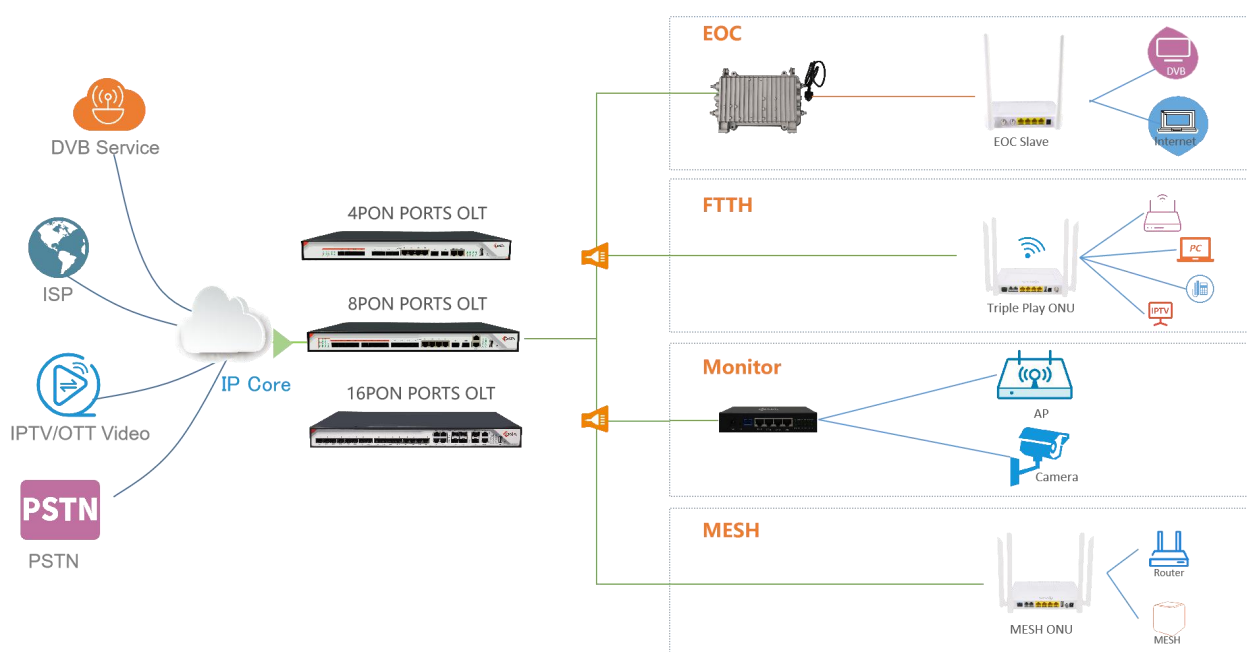 DVB Service
ISP
IP Core
IPTV/OTT Video
PSTN
PSTN
4PON PORTS OLT
8PON PORTS OLT
16PON PORTS OLT
EOC
EOC Slave
DVB
Internet
FTTH
Triple Play ONU
PC
IPTV
Monitor
AP
Camera
MESH
MESH ONU
Router
MESH